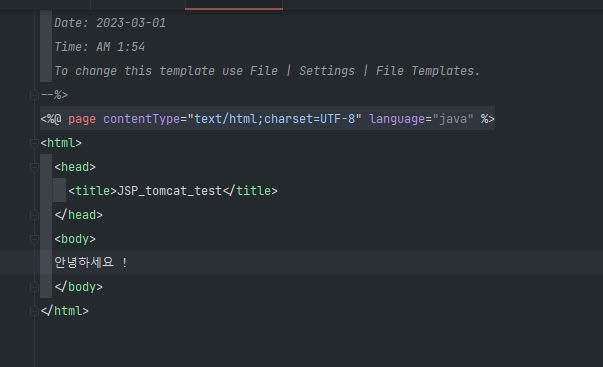 Date: 2023-03-01
Time: AM 1:54
To change this template use File | Settings | File Templates.
--%>
<%@ page contentType="text/html;charset=UTF-8" language="java" %>
<html>
<head>
<title>JSP_tomcat_test</title>
</head>
<body>
안녕하세요 !
</body>
</html>